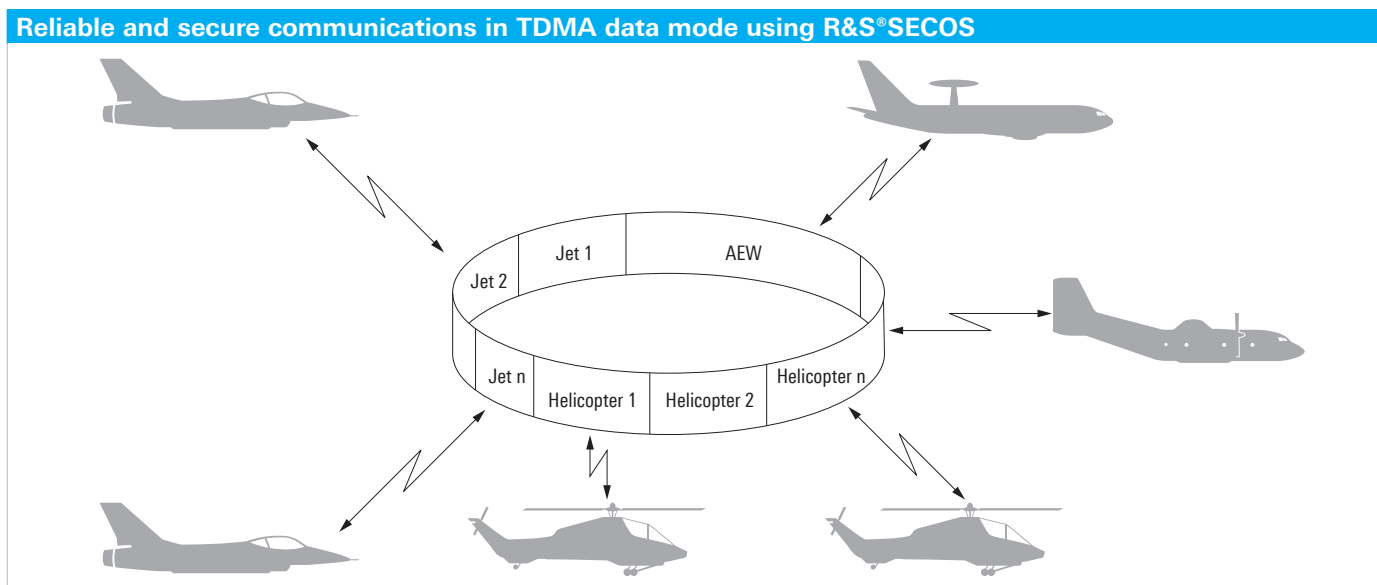 Reliable and secure communications in TDMA data mode using R&S®SECOS
Jet 1
AEW
Jet 2
Jet n
Helicopter 1
Helicopter 2
Helicopter n